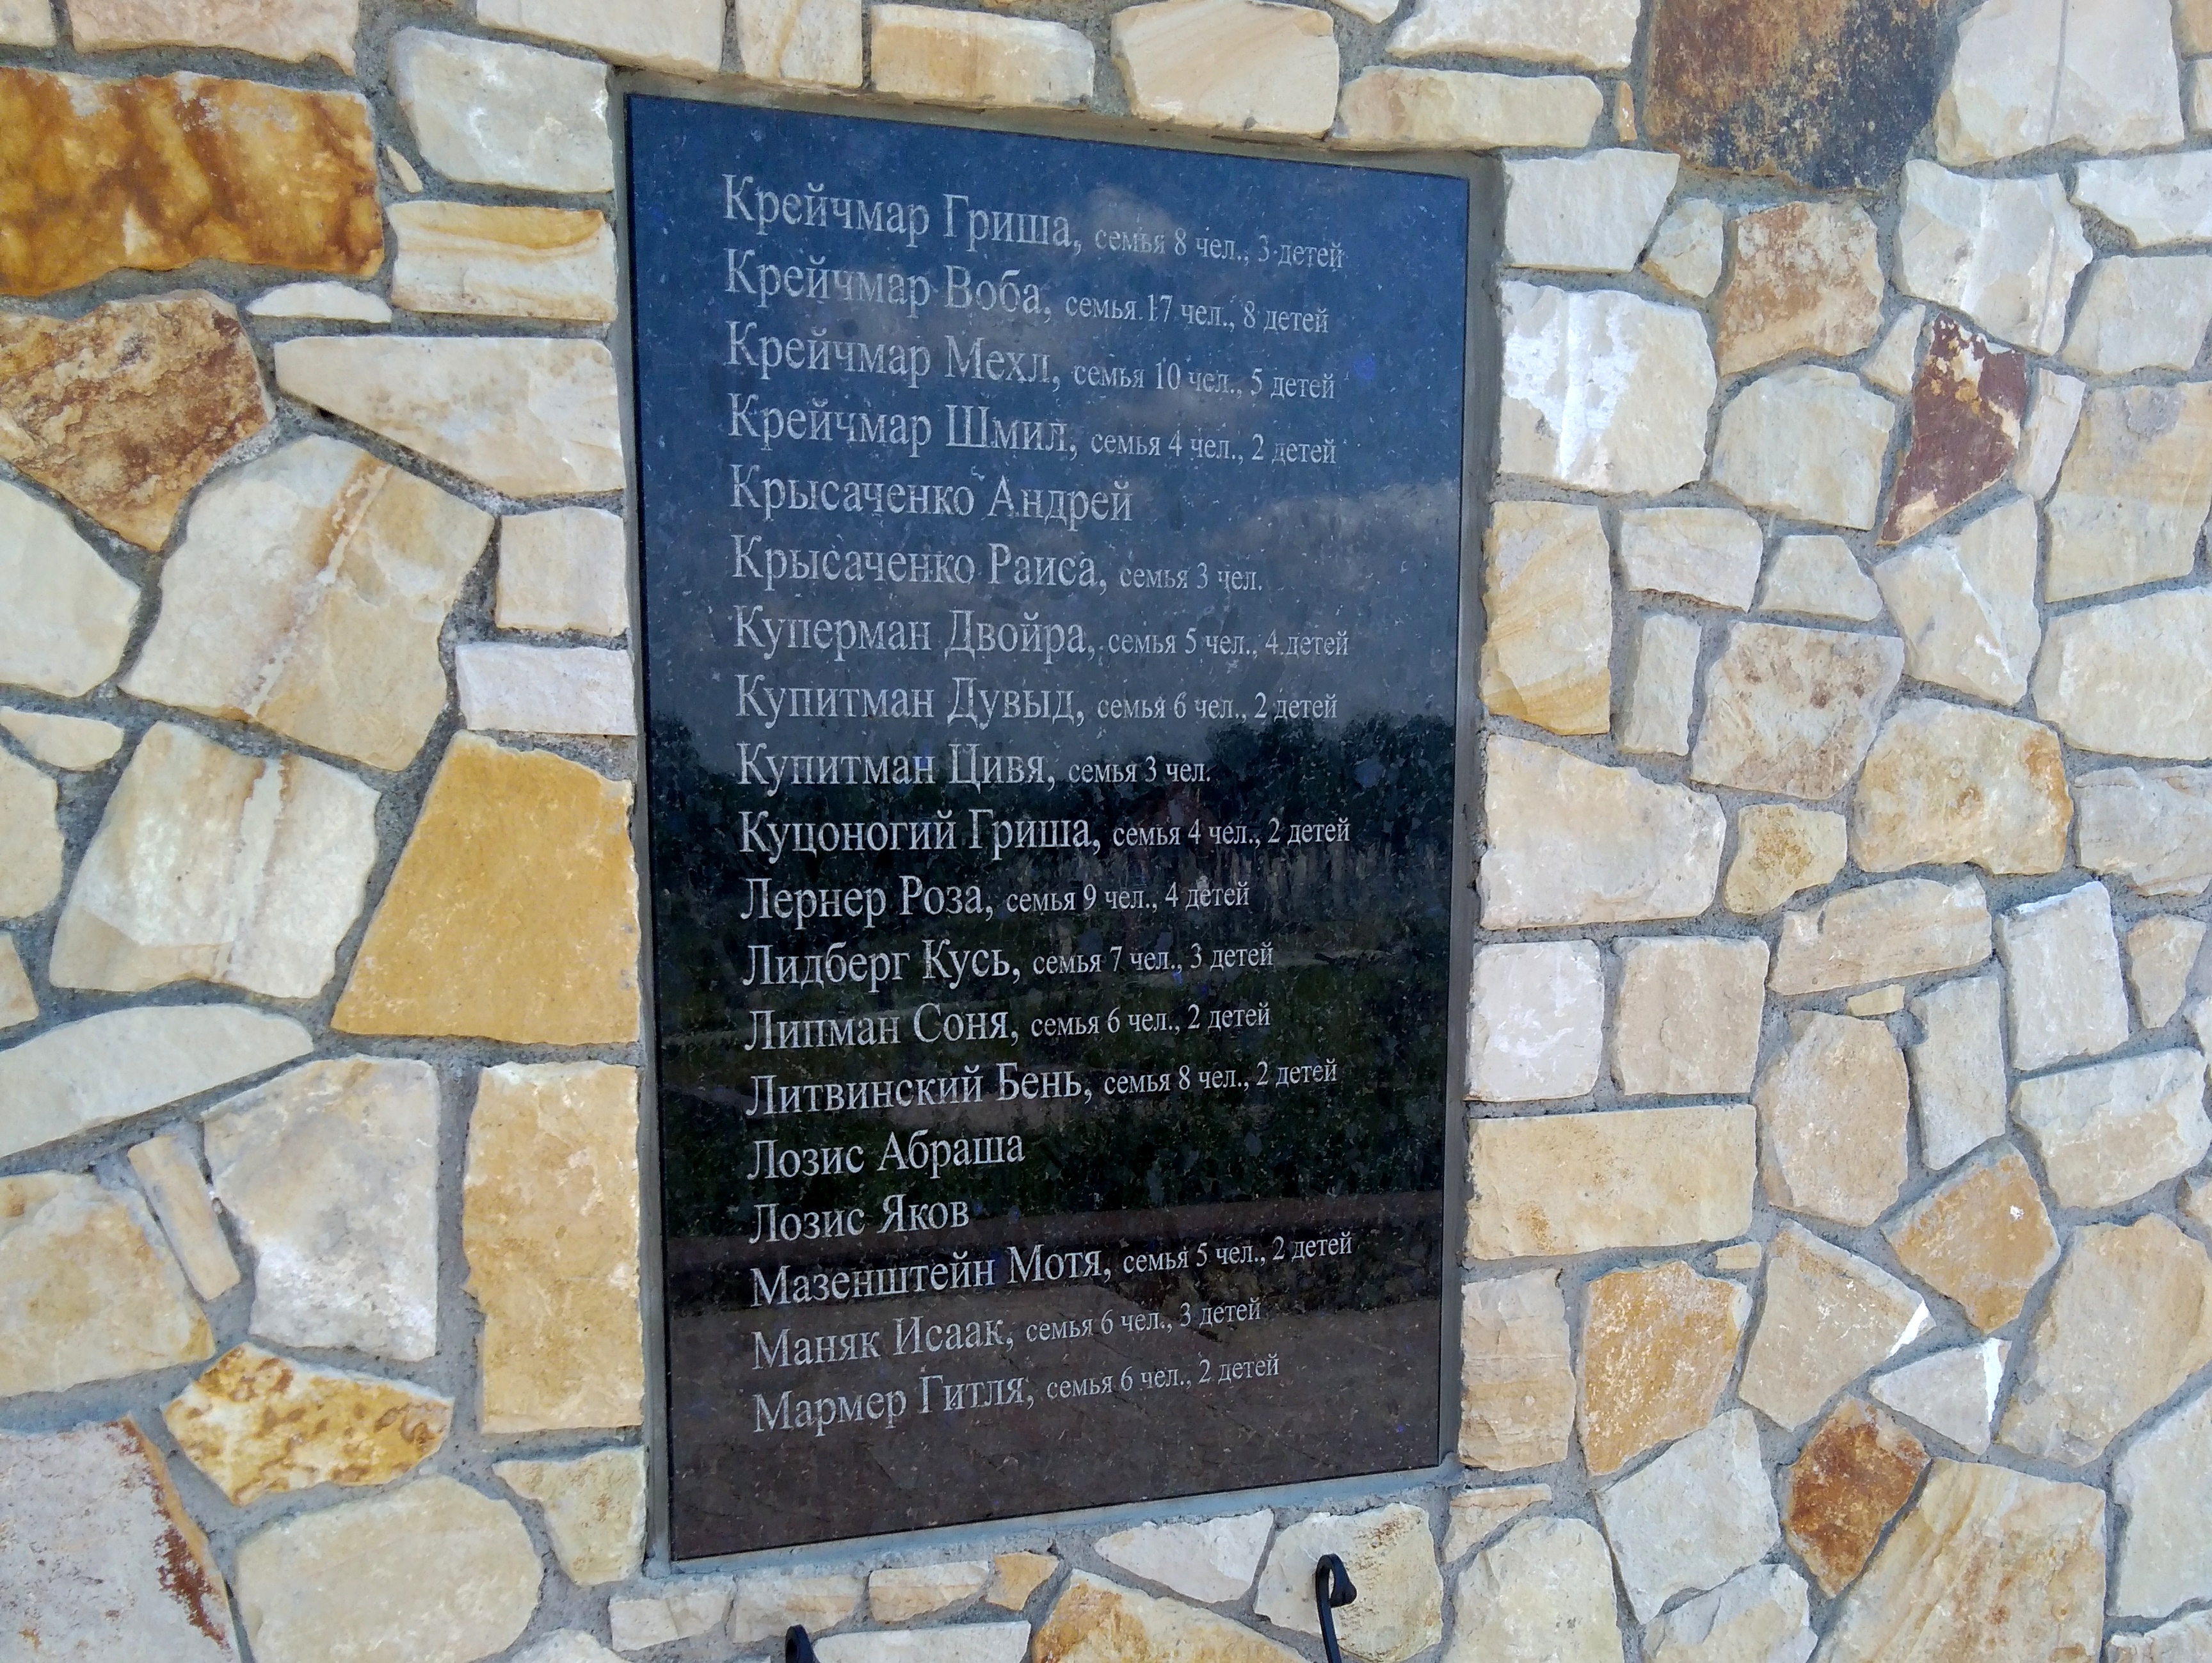 Крейчмар Гриша, семья 8 чел., 3 детей
Крейчмар Воба, семья 17 чел., 8 детей
Крейчмар Мехл, семья 10 чел., 5 детей
Крейчмар Шмил, семья 4 чел., 2 детей
Крысаченко Андрей
Крысаченко Раиса, семья 3 чел.
Куперман Двойра, семья 5 чел., 4 детей
Купитман Дувыд, семья 6 чел., 2 детей
Купитман Цивя, семья 3 чел.
Куцоногий Гриша, семья 4 чел., 2 детей
Лернер Роза, семья 9 чел., 4 детей
Лидберг Кусь, семья 7 чел., 3 детей
Липман Соня, семья 6 чел., 2 детей
Литвинский Бень, семья 8 чел., 2 детей
Лозис Абраша
Лозис Яков
Мазенштейн Мотя, семья 5 чел., 2 детей
Маняк Исаак, семья 6 чел., 3 детей
Мармер Гитля, семья 6 чел., 2 детей